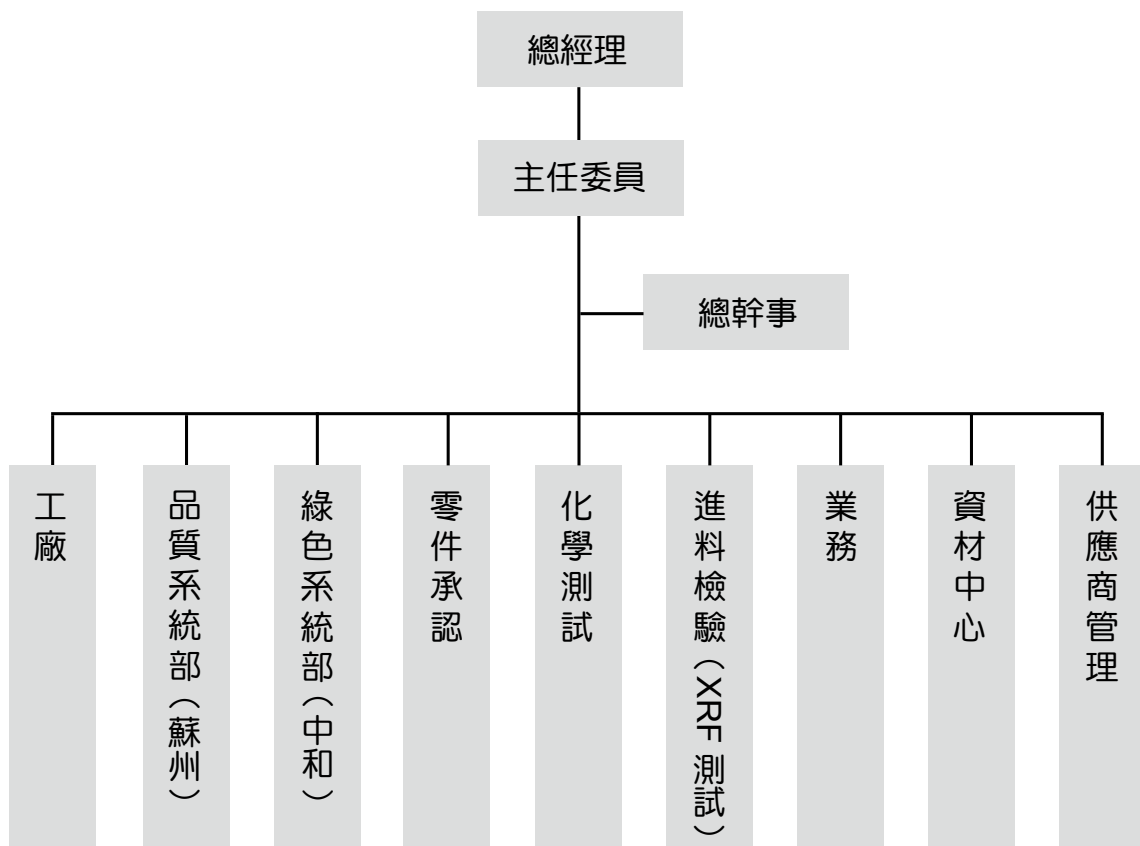 總經理
主任委員
總幹事
工廠
品質系統部（蘇州）
綠色系統部（中和）
零件承認
化學測試
進料檢驗（XRF 測試）
業務
資材中心
供應商管理